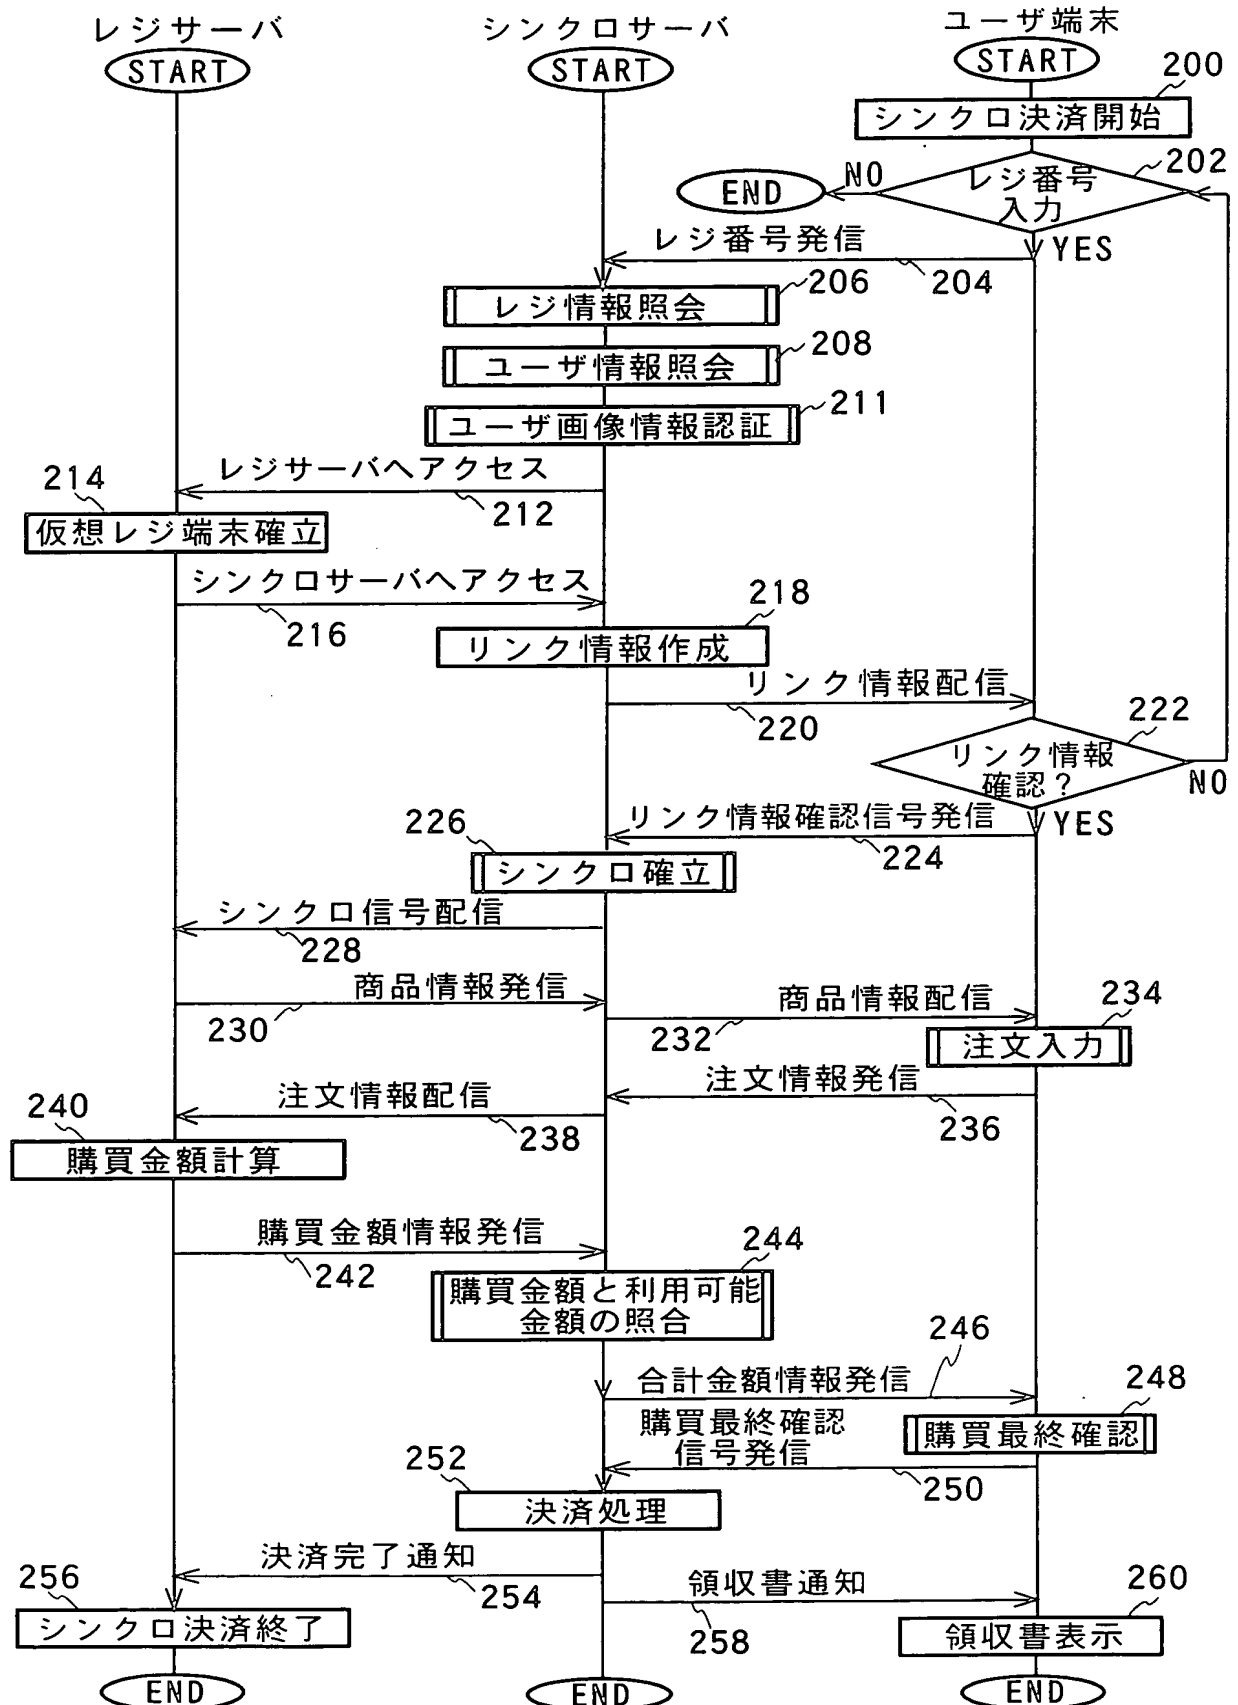 レジサーバ
シンクロサーバ
ユーザ端末
START
START
START
200
シンクロ決済開始
202
レジ番号
入力
NO
END
YES
レジ番号発信
204
206
レジ情報照会
208
ユーザ情報照会
211
ユーザ画像情報認証
レジサーバへアクセス
212
214
仮想レジ端末確立
シンクロサーバへアクセス
216
218
リンク情報作成
リンク情報配信
220
222
リンク情報
確認?
NO
YES
リンク情報確認信号発信
224
226
シンクロ確立
シンクロ信号配信
228
商品情報発信
230
商品情報配信
232
234
注文入力
注文情報発信
236
注文情報配信
238
240
購買金額計算
購買金額情報発信
242
244
購買金額と利用可能
金額の照合
246
合計金額情報発信
248
購買最終確認
購買最終確認
信号発信
250
252
決済処理
決済完了通知
254
256
シンクロ決済終了
領収書通知
258
260
領収書表示
END
END
END